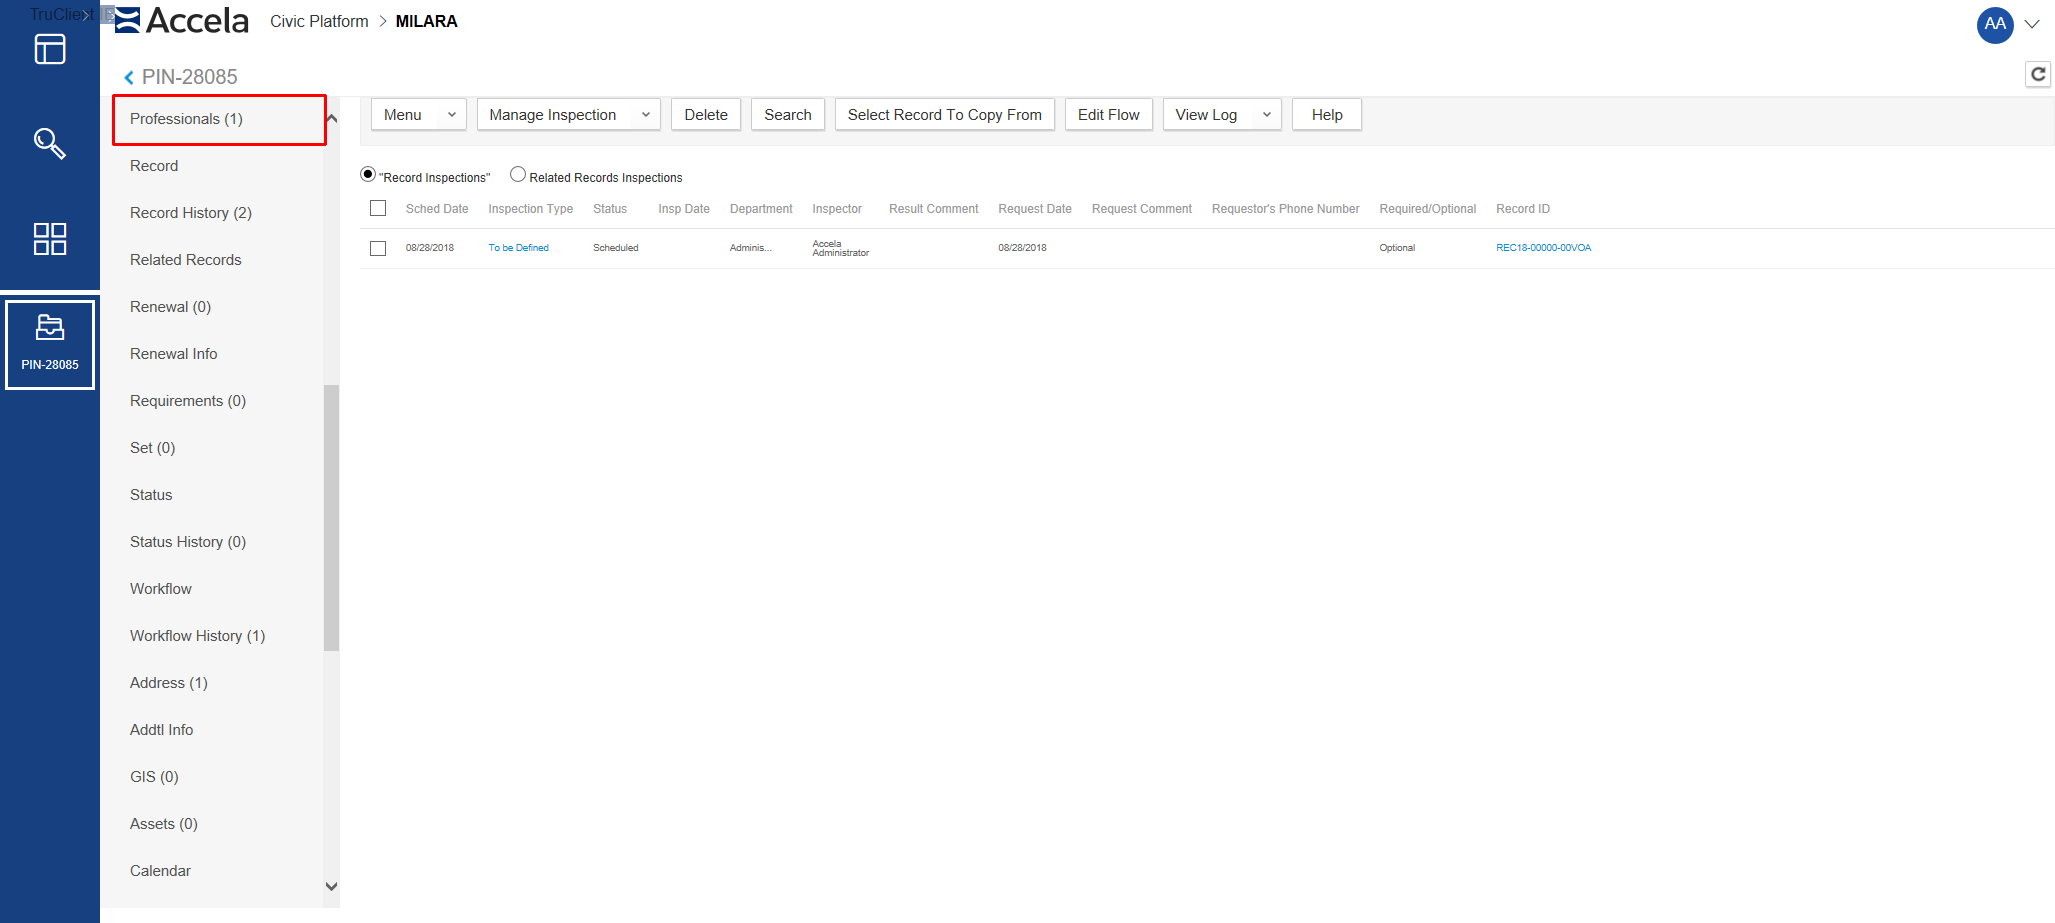 TruClient
Accela
Civic Platform > MILARA
AA
PIN-28085
PIN-28085
Professionals (1)
Record
Record History (2)
Related Records
Renewal (0)
Renewal Info
Requirements (0)
Set (0)
Status
Status History (0)
Workflow
Workflow History (1)
Address (1)
Addtl Info
GIS (0)
Assets (0)
Calendar
Menu Manage Inspection Delete Search Select Record To Copy From Edit Flow View Log Help
"Record Inspections" Related Records Inspections
Sched Date Inspection Type Status Insp Date Department Inspector Result Comment Request Date Request Comment Requestor's Phone Number Required/Optional Record ID
08/28/2018 To be Defined Scheduled Adminis... Accela Administrator 08/28/2018 Optional REC18-00000-00VOA